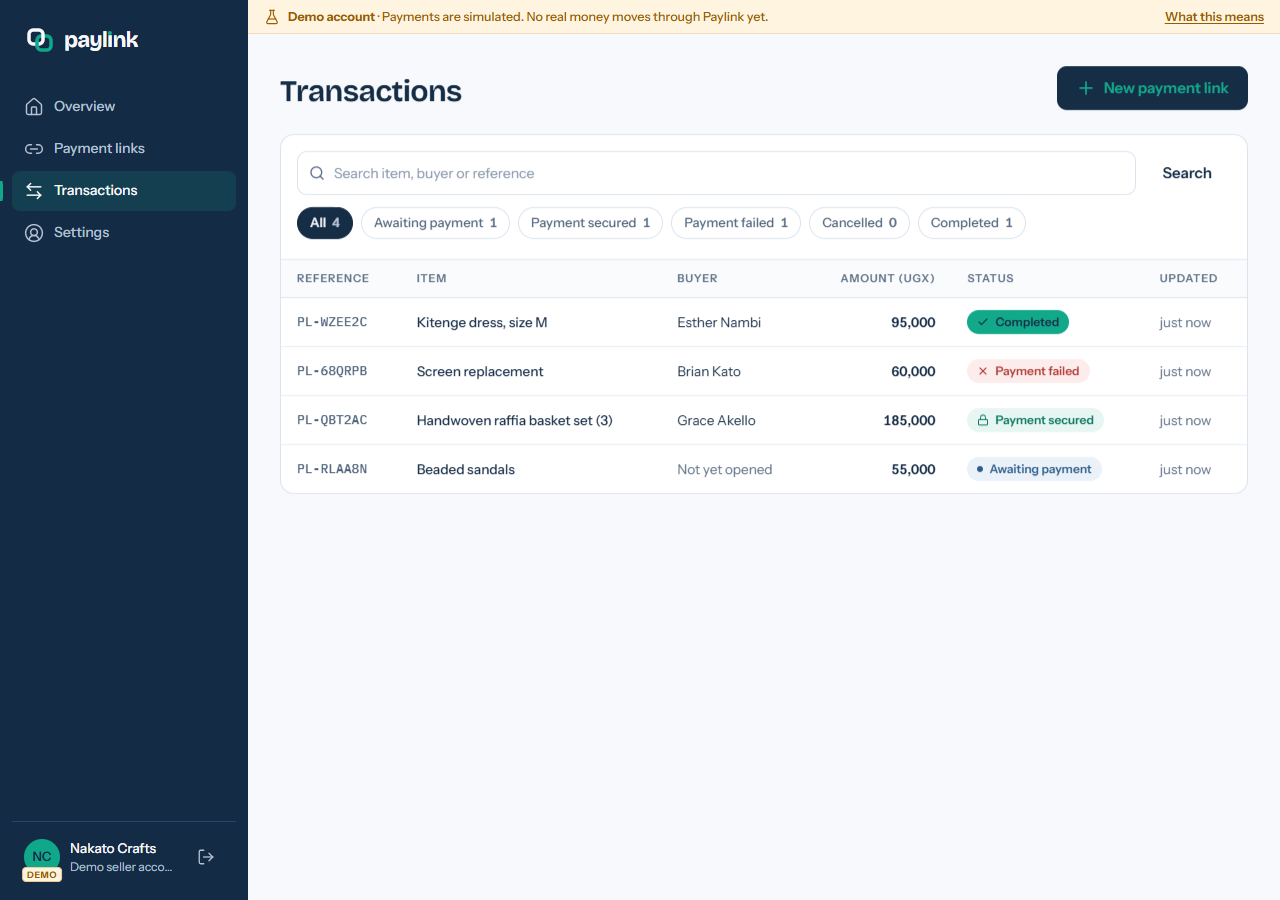 paylink
Overview
Payment links
Transactions
Settings
Nakato Crafts
Demo seller acco...
NC
DEMO
Demo account · Payments are simulated. No real money moves through Paylink yet.
What this means
Transactions
New payment link
Search item, buyer or reference
Search
All 4
Awaiting payment 1
Payment secured 1
Payment failed 1
Cancelled 0
Completed 1
REFERENCE ITEM BUYER AMOUNT (UGX) STATUS UPDATED
PL-WZEE2C Kitenge dress, size M Esther Nambi 95,000 Completed just now
PL-68QRPB Screen replacement Brian Kato 60,000 Payment failed just now
PL-QBT2AC Handwoven raffia basket set (3) Grace Akello 185,000 Payment secured just now
PL-RLAA8N Beaded sandals Not yet opened 55,000 Awaiting payment just now